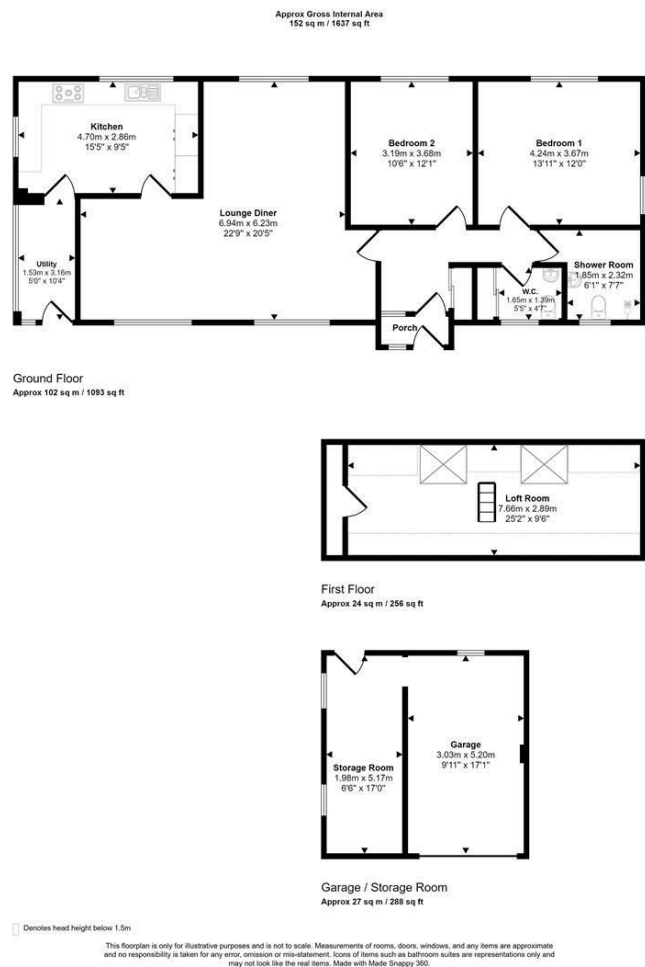 Approx Gross Internal Area
152 sq m / 1637 sq ft
Kitchen
4.70m x 2.86m
15'5" x 9'5"
Bedroom 2
3.19m x 3.68m
10'6" x 12'1"
Bedroom 1
4.24m x 3.67m
13'11" x 12'0"
Lounge Diner
6.94m x 6.23m
22'9" x 20'5"
Utility
1.53m x 3.16m
5'0" x 10'4"
Shower Room
1.85m x 2.32m
6'1" x 7'7"
W.C.
1.65m x 1.39m
5'5" x 4'7"
Porch
Ground Floor
Approx 102 sq m / 1093 sq ft
Loft Room
7.66m x 2.89m
25'2" x 9'6"
First Floor
Approx 24 sq m / 256 sq ft
Garage
3.03m x 5.20m
9'11" x 17'1"
Storage Room
1.98m x 5.17m
6'6" x 17'0"
Garage / Storage Room
Approx 27 sq m / 288 sq ft
Denotes head height below 1.5m
This floorplan is only for illustrative purposes and is not to scale. Measurements of rooms, doors, windows, and any items are approximate
and no responsibility is taken for any error, omission or mis-statement. Icons of items such as bathroom suites are representations only and
may not look like the real items. Made with Made Snappy 360.